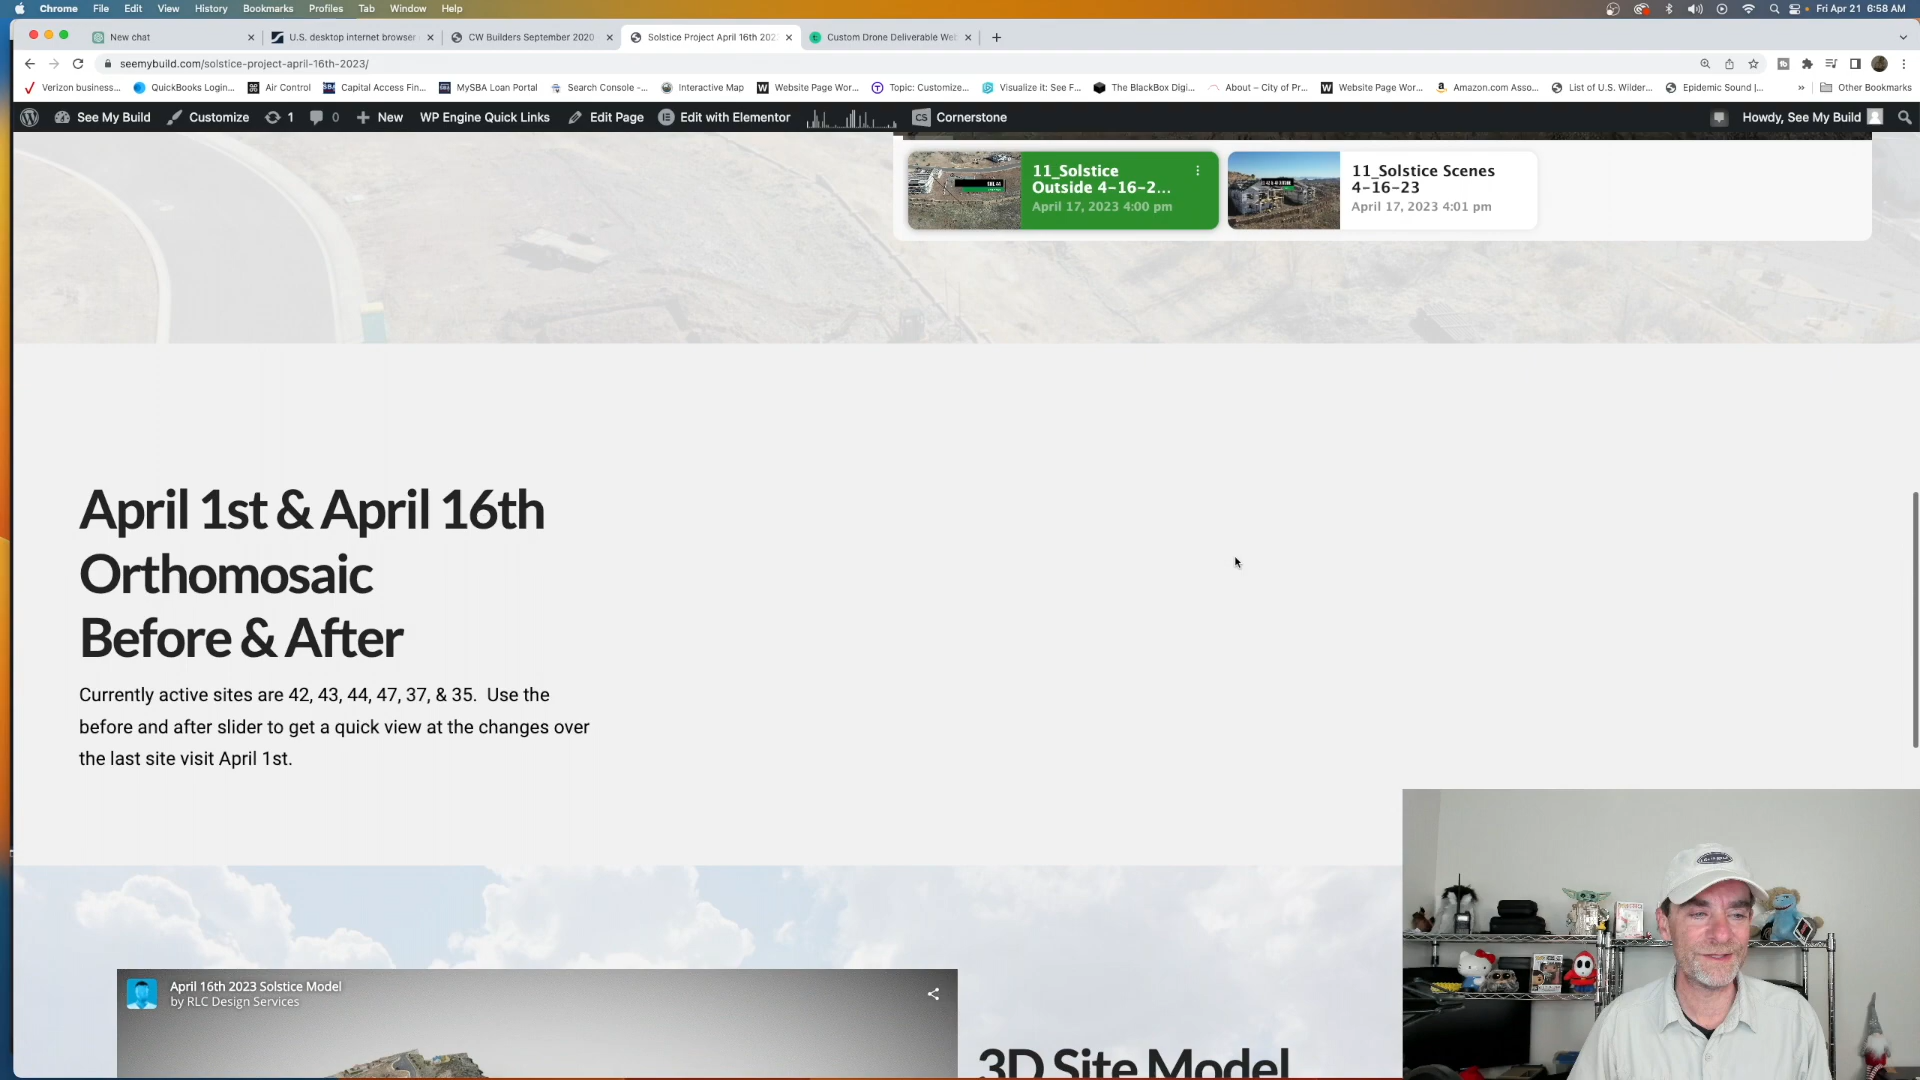 Chrome File Edit View History Bookmarks Profiles Tab Window Help Fri Apr 21 6:58 AM
New chat U.S. desktop internet browser CW Builders September 2020 Solstice Project April 16th 202 Custom Drone Deliverable We
seemybuild.com/solstice-project-april-16th-2023/
Verizon business... QuickBooks Login... Air Control Capital Access Fin... MySBA Loan Portal Search Console -... Interactive Map Website Page Wor... Topic: Customize... Visualize it: See F... The BlackBox Digi... About – City of Pr... Website Page Wor... Amazon.com Asso... List of U.S. Wilder... Epidemic Sound |... » Other Bookmarks
See My Build Customize 1 0 New WP Engine Quick Links Edit Page Edit with Elementor CS Cornerstone Howdy, See My Build
11_Solstice
Outside 4-16-2...
April 17, 2023 4:00 pm
11_Solstice Scenes
4-16-23
April 17, 2023 4:01 pm
April 1st & April 16th
Orthomosaic
Before & After
Currently active sites are 42, 43, 44, 47, 37, & 35. Use the
before and after slider to get a quick view at the changes over
the last site visit April 1st.
April 16th 2023 Solstice Model
by RLC Design Services
3D Site Model